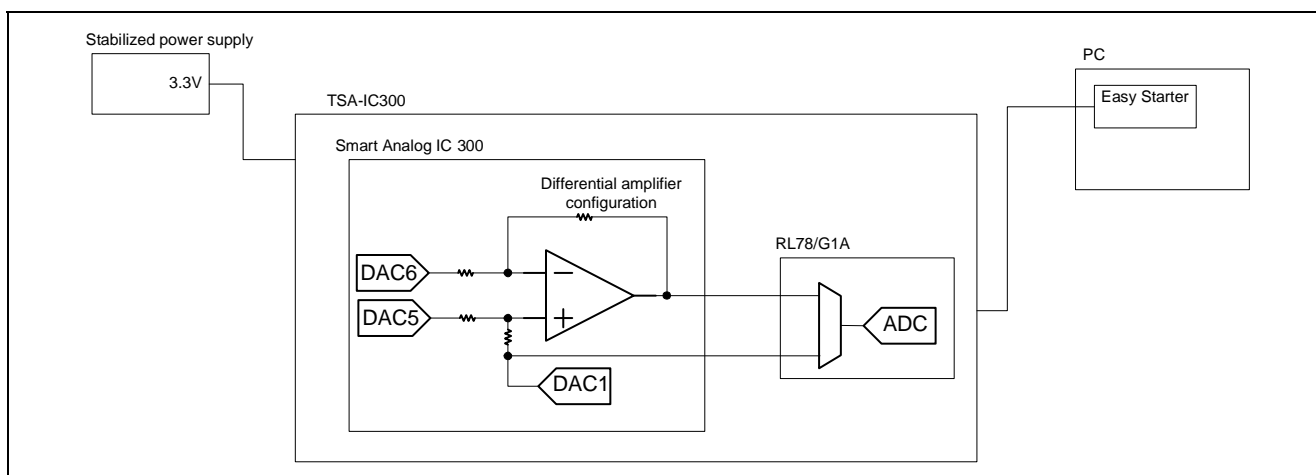 Stabilized power supply
3.3V
PC
Easy Starter
TSA-IC300
Smart Analog IC 300
Differential amplifier
configuration
RL78/G1A
DAC6
DAC5
ADC
DAC1